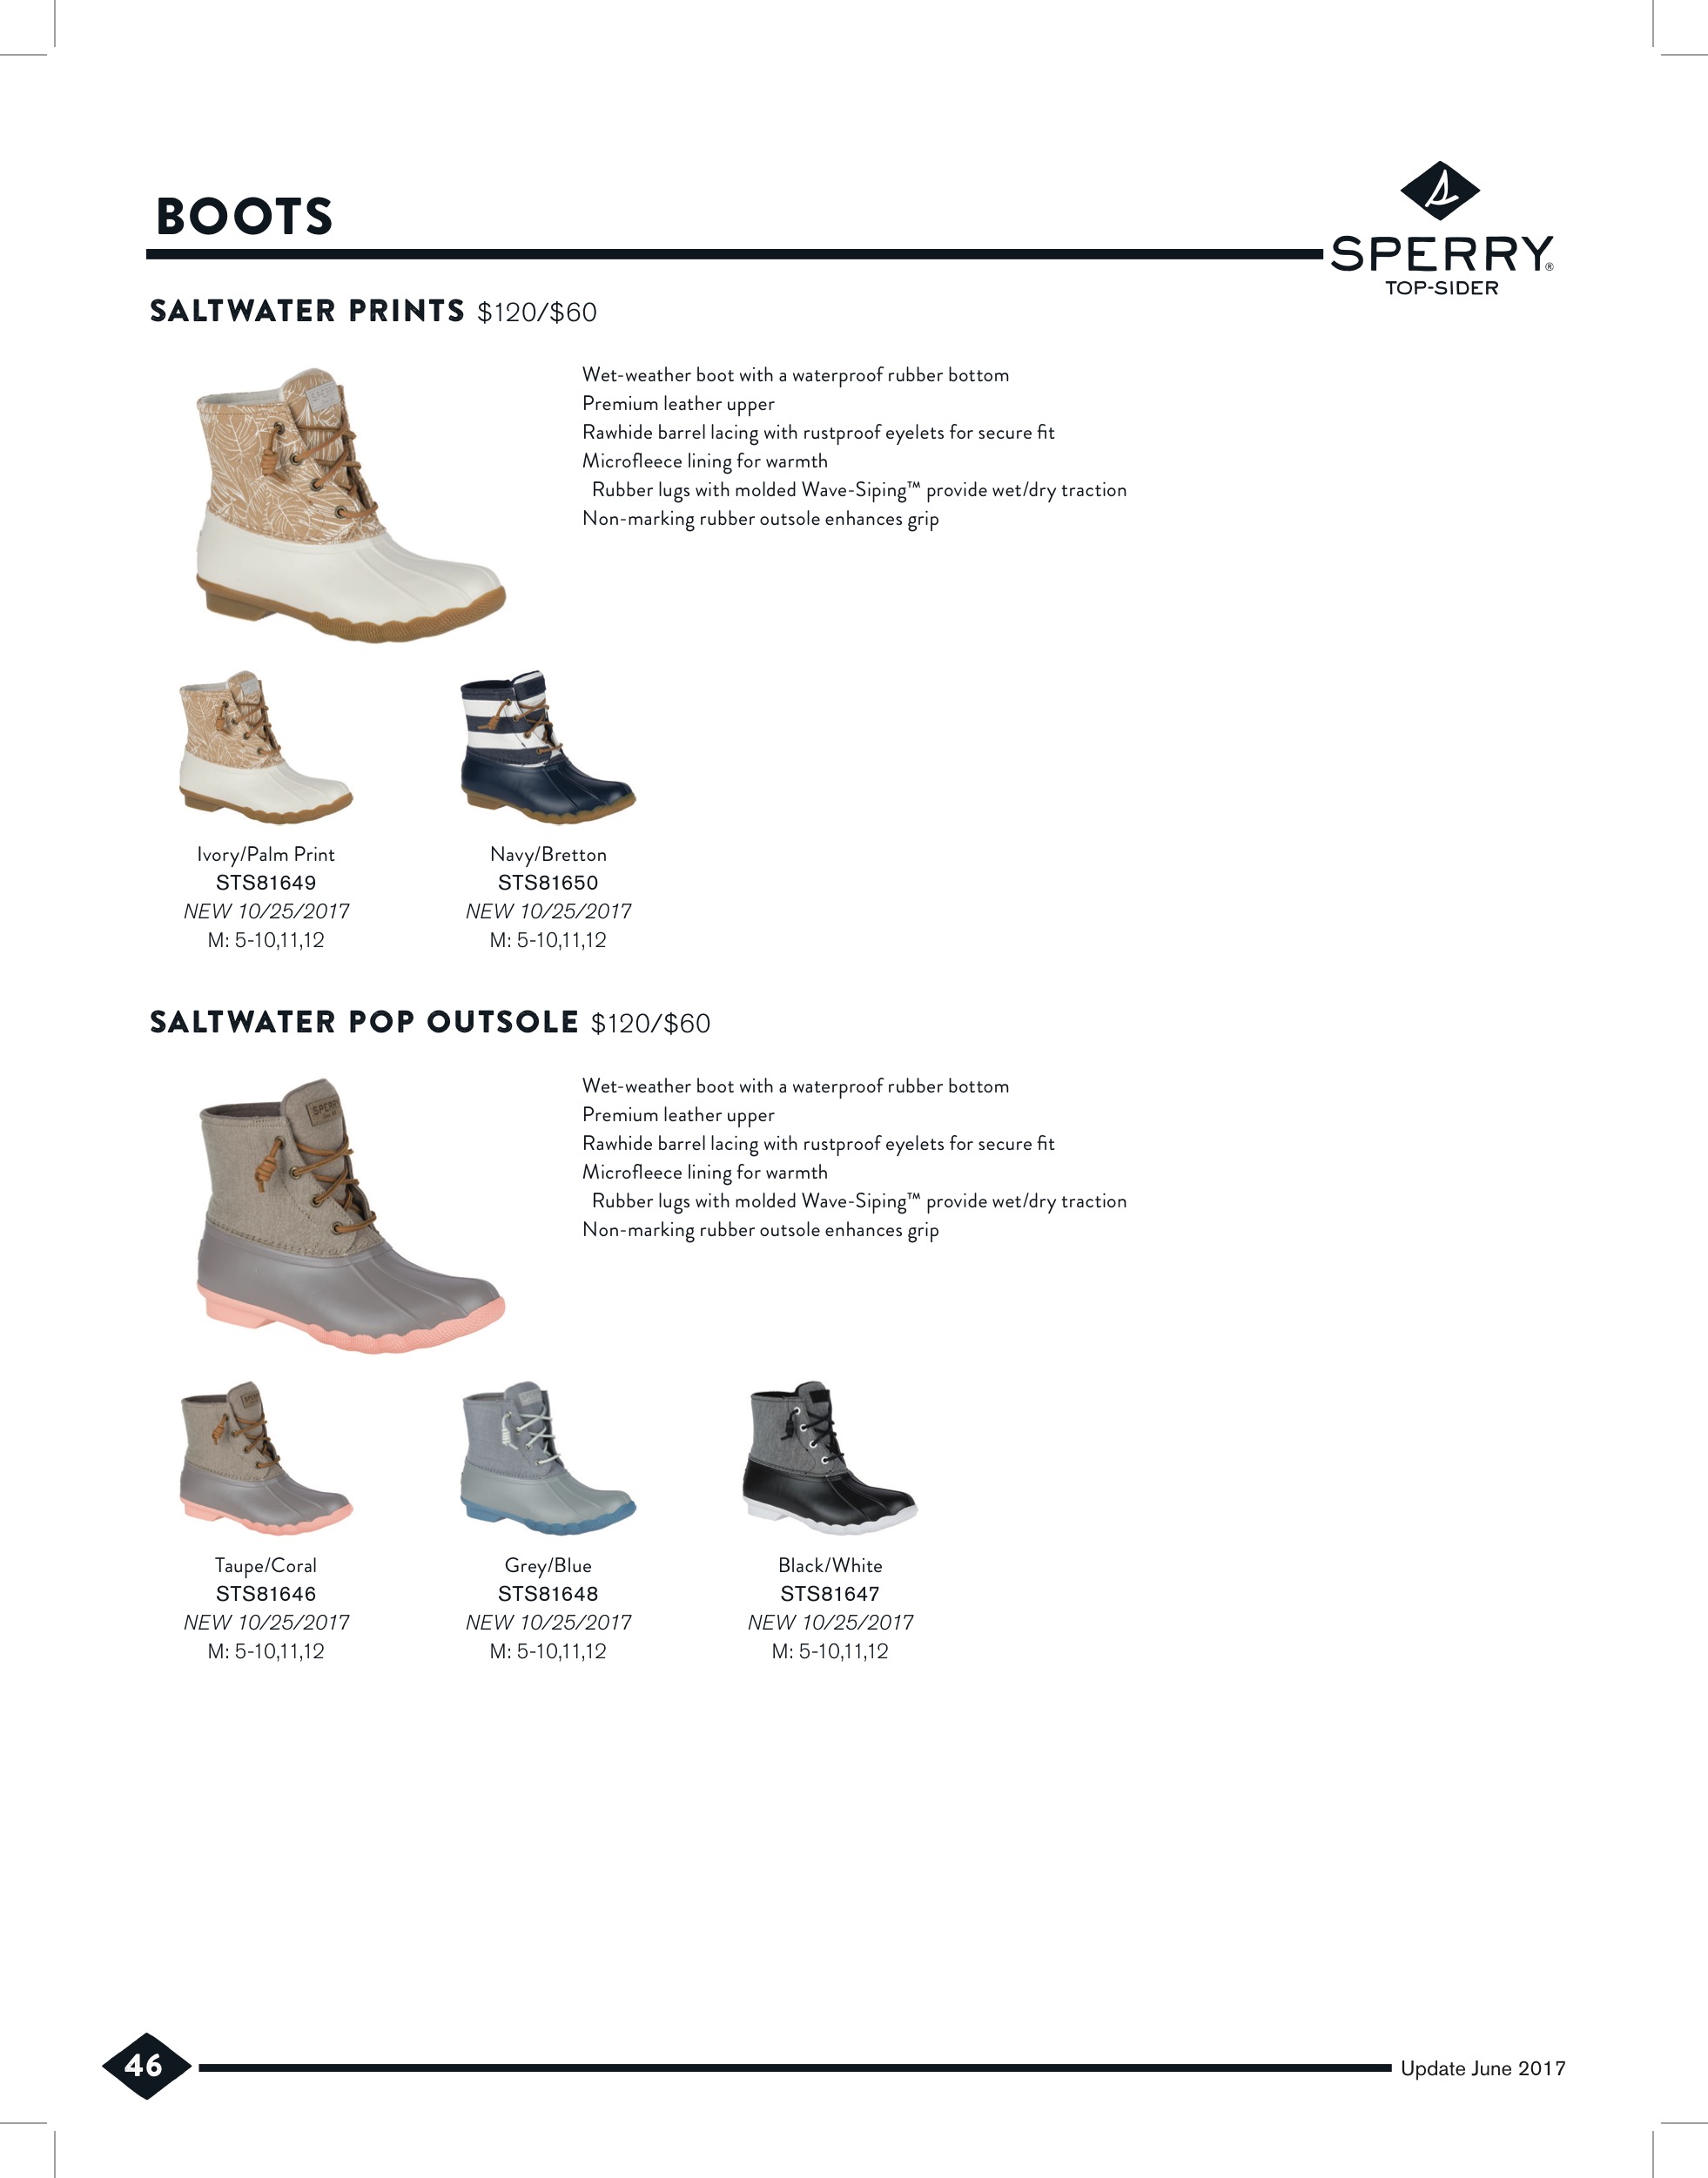 BOOTS
SPERRY®
TOP-SIDER
SALTWATER PRINTS $120/$60
Wet-weather boot with a waterproof rubber bottom
Premium leather upper
Rawhide barrel lacing with rustproof eyelets for secure fit
Microfleece lining for warmth
Rubber lugs with molded Wave-Siping™ provide wet/dry traction
Non-marking rubber outsole enhances grip
Ivory/Palm Print
STS81649
NEW 10/25/2017
M: 5-10,11,12
Navy/Bretton
STS81650
NEW 10/25/2017
M: 5-10,11,12
SALTWATER POP OUTSOLE $120/$60
SPERRY
Wet-weather boot with a waterproof rubber bottom
Premium leather upper
Rawhide barrel lacing with rustproof eyelets for secure fit
Microfleece lining for warmth
Rubber lugs with molded Wave-Siping™ provide wet/dry traction
Non-marking rubber outsole enhances grip
Taupe/Coral
STS81646
NEW 10/25/2017
M: 5-10,11,12
Grey/Blue
STS81648
NEW 10/25/2017
M: 5-10,11,12
Black/White
STS81647
NEW 10/25/2017
M: 5-10,11,12
46
Update June 2017